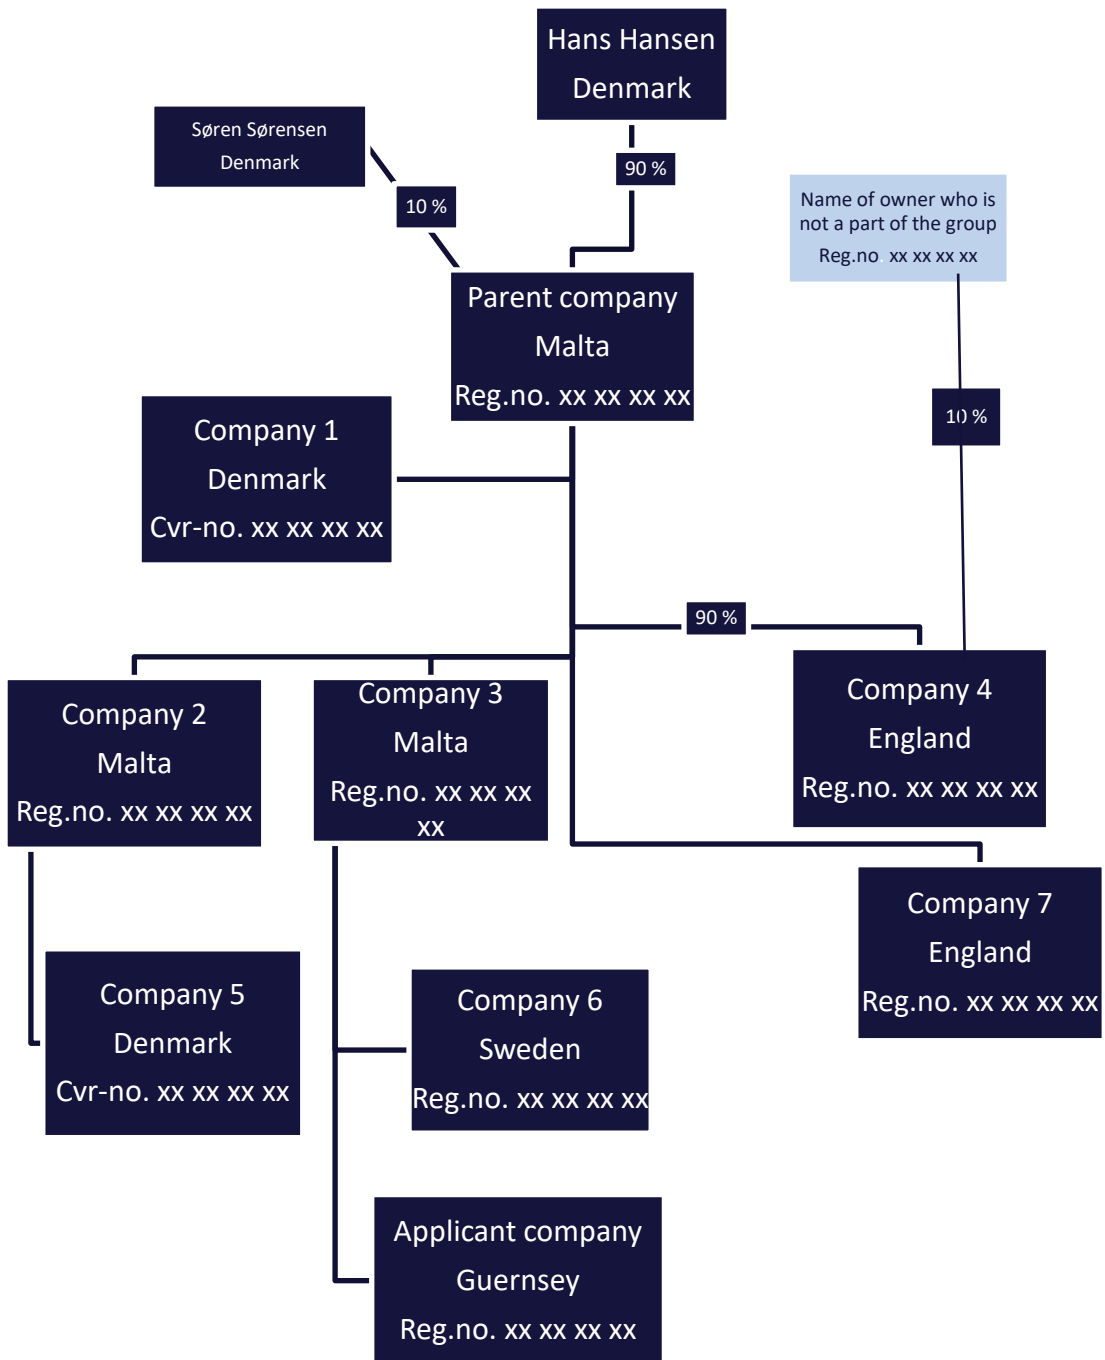 Hans Hansen
Denmark
Søren Sørensen
Denmark
90 %
10 %
Name of owner who is
not a part of the group
Reg.no. xx xx xx xx
Parent company
Malta
Reg.no. xx xx xx xx
10 %
Company 1
Denmark
Cvr-no. xx xx xx xx
90 %
Company 2
Malta
Reg.no. xx xx xx xx
Company 3
Malta
Reg.no. xx xx xx
xx
Company 4
England
Reg.no. xx xx xx xx
Company 7
England
Reg.no. xx xx xx xx
Company 5
Denmark
Cvr-no. xx xx xx xx
Company 6
Sweden
Reg.no. xx xx xx xx
Applicant company
Guernsey
Reg.no. xx xx xx xx